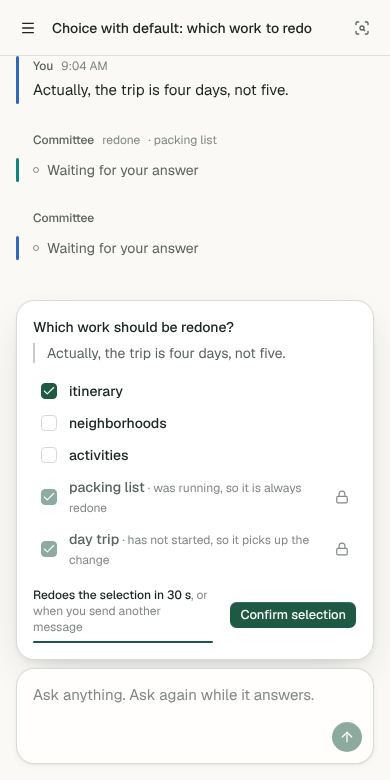 Choice with default: which work to redo
You 9:04 AM
Actually, the trip is four days, not five.
Committee redone · packing list
Waiting for your answer
Committee
Waiting for your answer
Which work should be redone?
Actually, the trip is four days, not five.
itinerary
neighborhoods
activities
packing list · was running, so it is always
redone
day trip · has not started, so it picks up the
change
Redoes the selection in 30 s, or
when you send another
message
Confirm selection
Ask anything. Ask again while it answers.